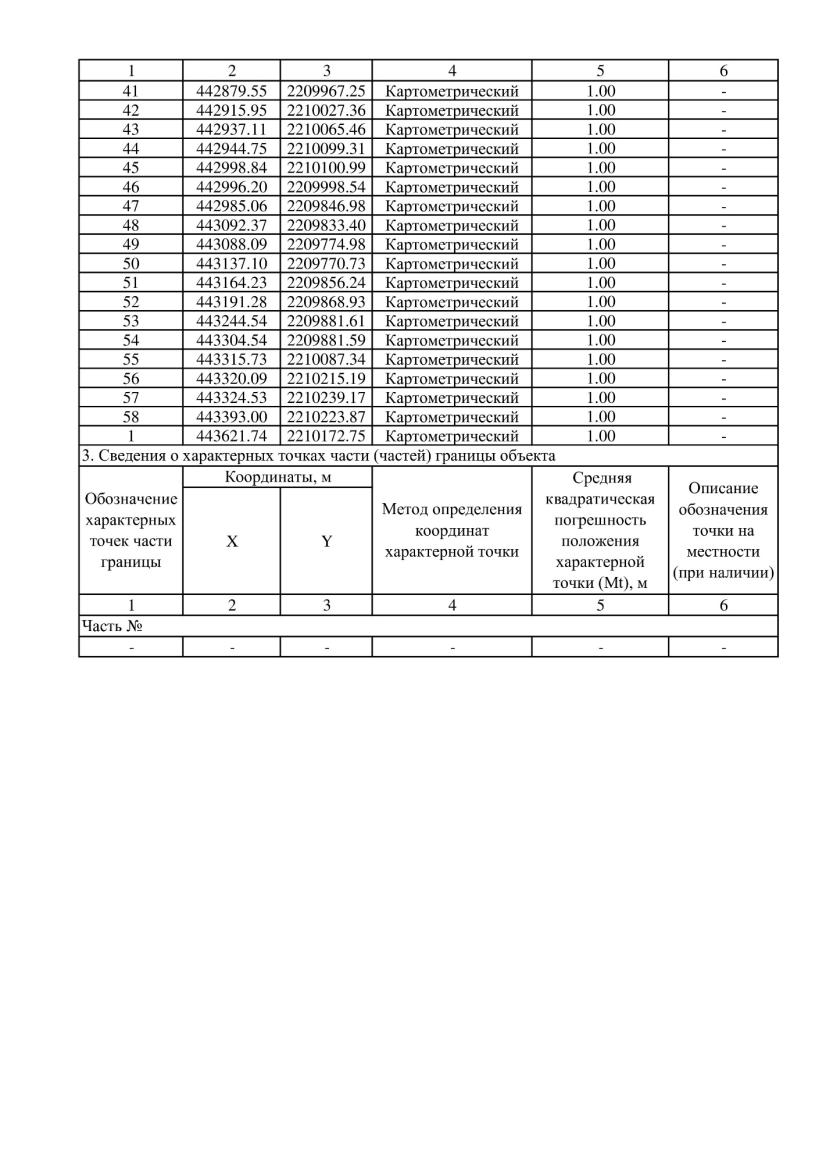 1 2 3 4 5 6
41 442879.55 2209967.25 Картометрический 1.00 -
42 442915.95 2210027.36 Картометрический 1.00 -
43 442937.11 2210065.46 Картометрический 1.00 -
44 442944.75 2210099.31 Картометрический 1.00 -
45 442998.84 2210100.99 Картометрический 1.00 -
46 442996.20 2209998.54 Картометрический 1.00 -
47 442985.06 2209846.98 Картометрический 1.00 -
48 443092.37 2209833.40 Картометрический 1.00 -
49 443088.09 2209774.98 Картометрический 1.00 -
50 443137.10 2209770.73 Картометрический 1.00 -
51 443164.23 2209856.24 Картометрический 1.00 -
52 443191.28 2209868.93 Картометрический 1.00 -
53 443244.54 2209881.61 Картометрический 1.00 -
54 443304.54 2209881.59 Картометрический 1.00 -
55 443315.73 2210087.34 Картометрический 1.00 -
56 443320.09 2210215.19 Картометрический 1.00 -
57 443324.53 2210239.17 Картометрический 1.00 -
58 443393.00 2210223.87 Картометрический 1.00 -
1 443621.74 2210172.75 Картометрический 1.00 -
3. Сведения о характерных точках части (частей) границы объекта
Обозначение
характерных
точек части
границы
Координаты, м
X Y
Метод определения
координат
характерной точки
Средняя
квадратическая
погрешность
положения
характерной
точки (Mt), м
Описание
обозначения
точки на
местности
(при наличии)
1 2 3 4 5 6
Часть №
- - - - - -